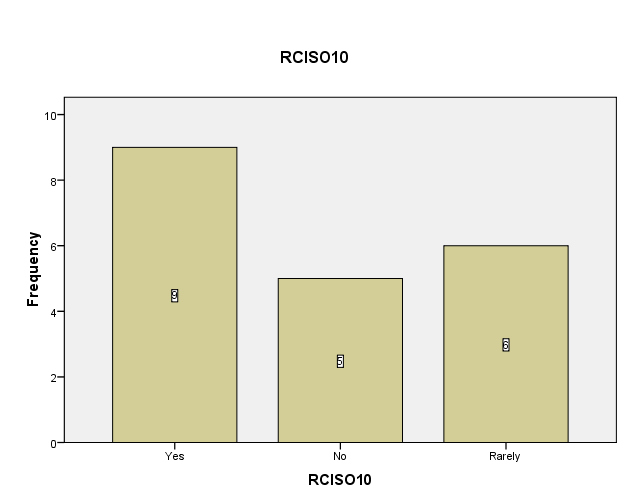 RCISO10
Frequency
10
8
6
4
2
0
9
5
6
Yes No Rarely
RCISO10